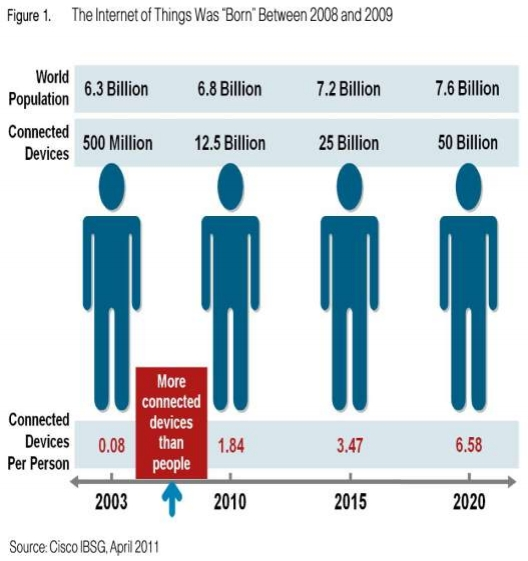 Figure 1. The Internet of Things Was “Born” Between 2008 and 2009
World
Population
6.3 Billion 6.8 Billion 7.2 Billion 7.6 Billion
Connected
Devices
500 Million 12.5 Billion 25 Billion 50 Billion
More
connected
devices
than
people
Connected
Devices
Per Person
0.08 1.84 3.47 6.58
2003 2010 2015 2020
Source: Cisco IBSG, April 2011